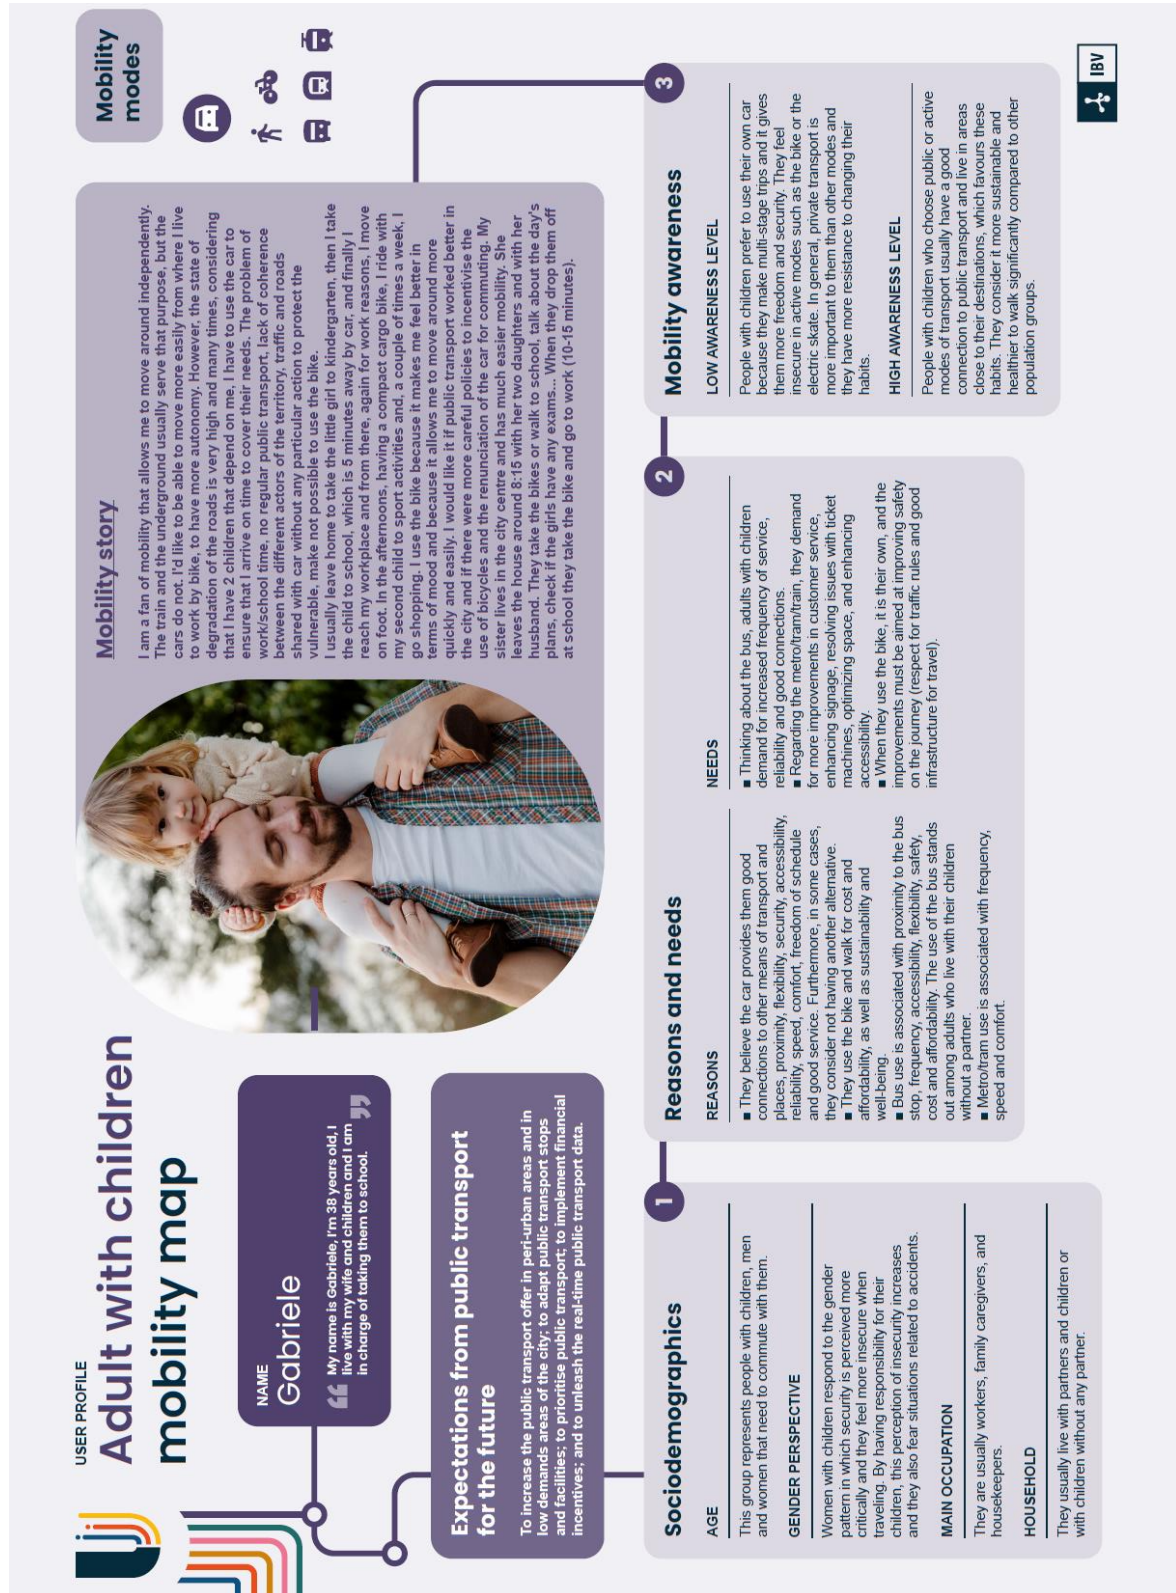 USER PROFILE
Adult with children
mobility map
NAME
Gabriele
My name is Gabriele, I'm 38 years old, I
live with my wife and children and I am
in charge of taking them to school.
Expectations from public transport
for the future
To increase the public transport offer in peri-urban areas and in
low demands areas of the city; to adapt public transport stops
and facilities; to prioritise public transport; to implement financial
incentives; and to unleash the real-time public transport data.
Mobility story
I am a fan of mobility that allows me to move around independently.
The train and the underground usually serve that purpose, but the
cars do not. I'd like to be able to move more easily from where I live
to work by bike, to have more autonomy. However, the state of
degradation of the roads is very high and many times, considering
that I have 2 children that depend on me, I have to use the car to
ensure that I arrive on time to cover their needs. The problem of
work/school time, no regular public transport, lack of coherence
between the different actors of the territory, traffic and roads
shared with car without any particular action to protect the
vulnerable, make not possible to use the bike.
I usually leave home to take the little girl to kindergarten, then I take
the child to school, which is 5 minutes away by car, and finally I
reach my workplace and from there, again for work reasons, I move
on foot. In the afternoons, having a compact cargo bike, I ride with
my second child to sport activities and, a couple of times a week, I
go shopping. I use the bike because it makes me feel better in
terms of mood and because it allows me to move around more
quickly and easily. I would like it if public transport worked better in
the city and if there were more careful policies to incentivise the
use of bicycles and the renunciation of the car for commuting. My
sister lives in the city centre and has much easier mobility. She
leaves the house around 8:15 with her two daughters and with her
husband. They take the bikes or walk to school, talk about the day's
plans, check if the girls have any exams... When they drop them off
at school they take the bike and go to work (10-15 minutes).
Mobility
modes
1
Sociodemographics
AGE
This group represents people with children, men
and women that need to commute with them.
GENDER PERSPECTIVE
Women with children respond to the gender
pattern in which security is perceived more
critically and they feel more insecure when
traveling. By having responsibility for their
children, this perception of insecurity increases
and they also fear situations related to accidents.
MAIN OCCUPATION
They are usually workers, family caregivers, and
housekeepers.
HOUSEHOLD
They usually live with partners and children or
with children without any partner.
2
Reasons and needs
REASONS
■ They believe the car provides them good
connections to other means of transport and
places, proximity, flexibility, security, accessibility,
reliability, speed, comfort, freedom of schedule
and good service. Furthermore, in some cases,
they consider not having another alternative.
■ They use the bike and walk for cost and
affordability, as well as sustainability and
well-being.
■ Bus use is associated with proximity to the bus
stop, frequency, accessibility, flexibility, safety,
cost and affordability. The use of the bus stands
out among adults who live with their children
without a partner.
■ Metro/tram use is associated with frequency,
speed and comfort.
NEEDS
■ Thinking about the bus, adults with children
demand for increased frequency of service,
reliability and good connections.
■ Regarding the metro/tram/train, they demand
for more improvements in customer service,
enhancing signage, resolving issues with ticket
machines, optimizing space, and enhancing
accessibility.
■ When they use the bike, it is their own, and the
improvements must be aimed at improving safety
on the journey (respect for traffic rules and good
infrastructure for travel).
3
Mobility awareness
LOW AWARENESS LEVEL
People with children prefer to use their own car
because they make multi-stage trips and it gives
them more freedom and security. They feel
insecure in active modes such as the bike or the
electric skate. In general, private transport is
more important to them than other modes and
they have more resistance to changing their
habits.
HIGH AWARENESS LEVEL
People with children who choose public or active
modes of transport usually have a good
connection to public transport and live in areas
close to their destinations, which favours these
habits. They consider it more sustainable and
healthier to walk significantly compared to other
population groups.
IBV